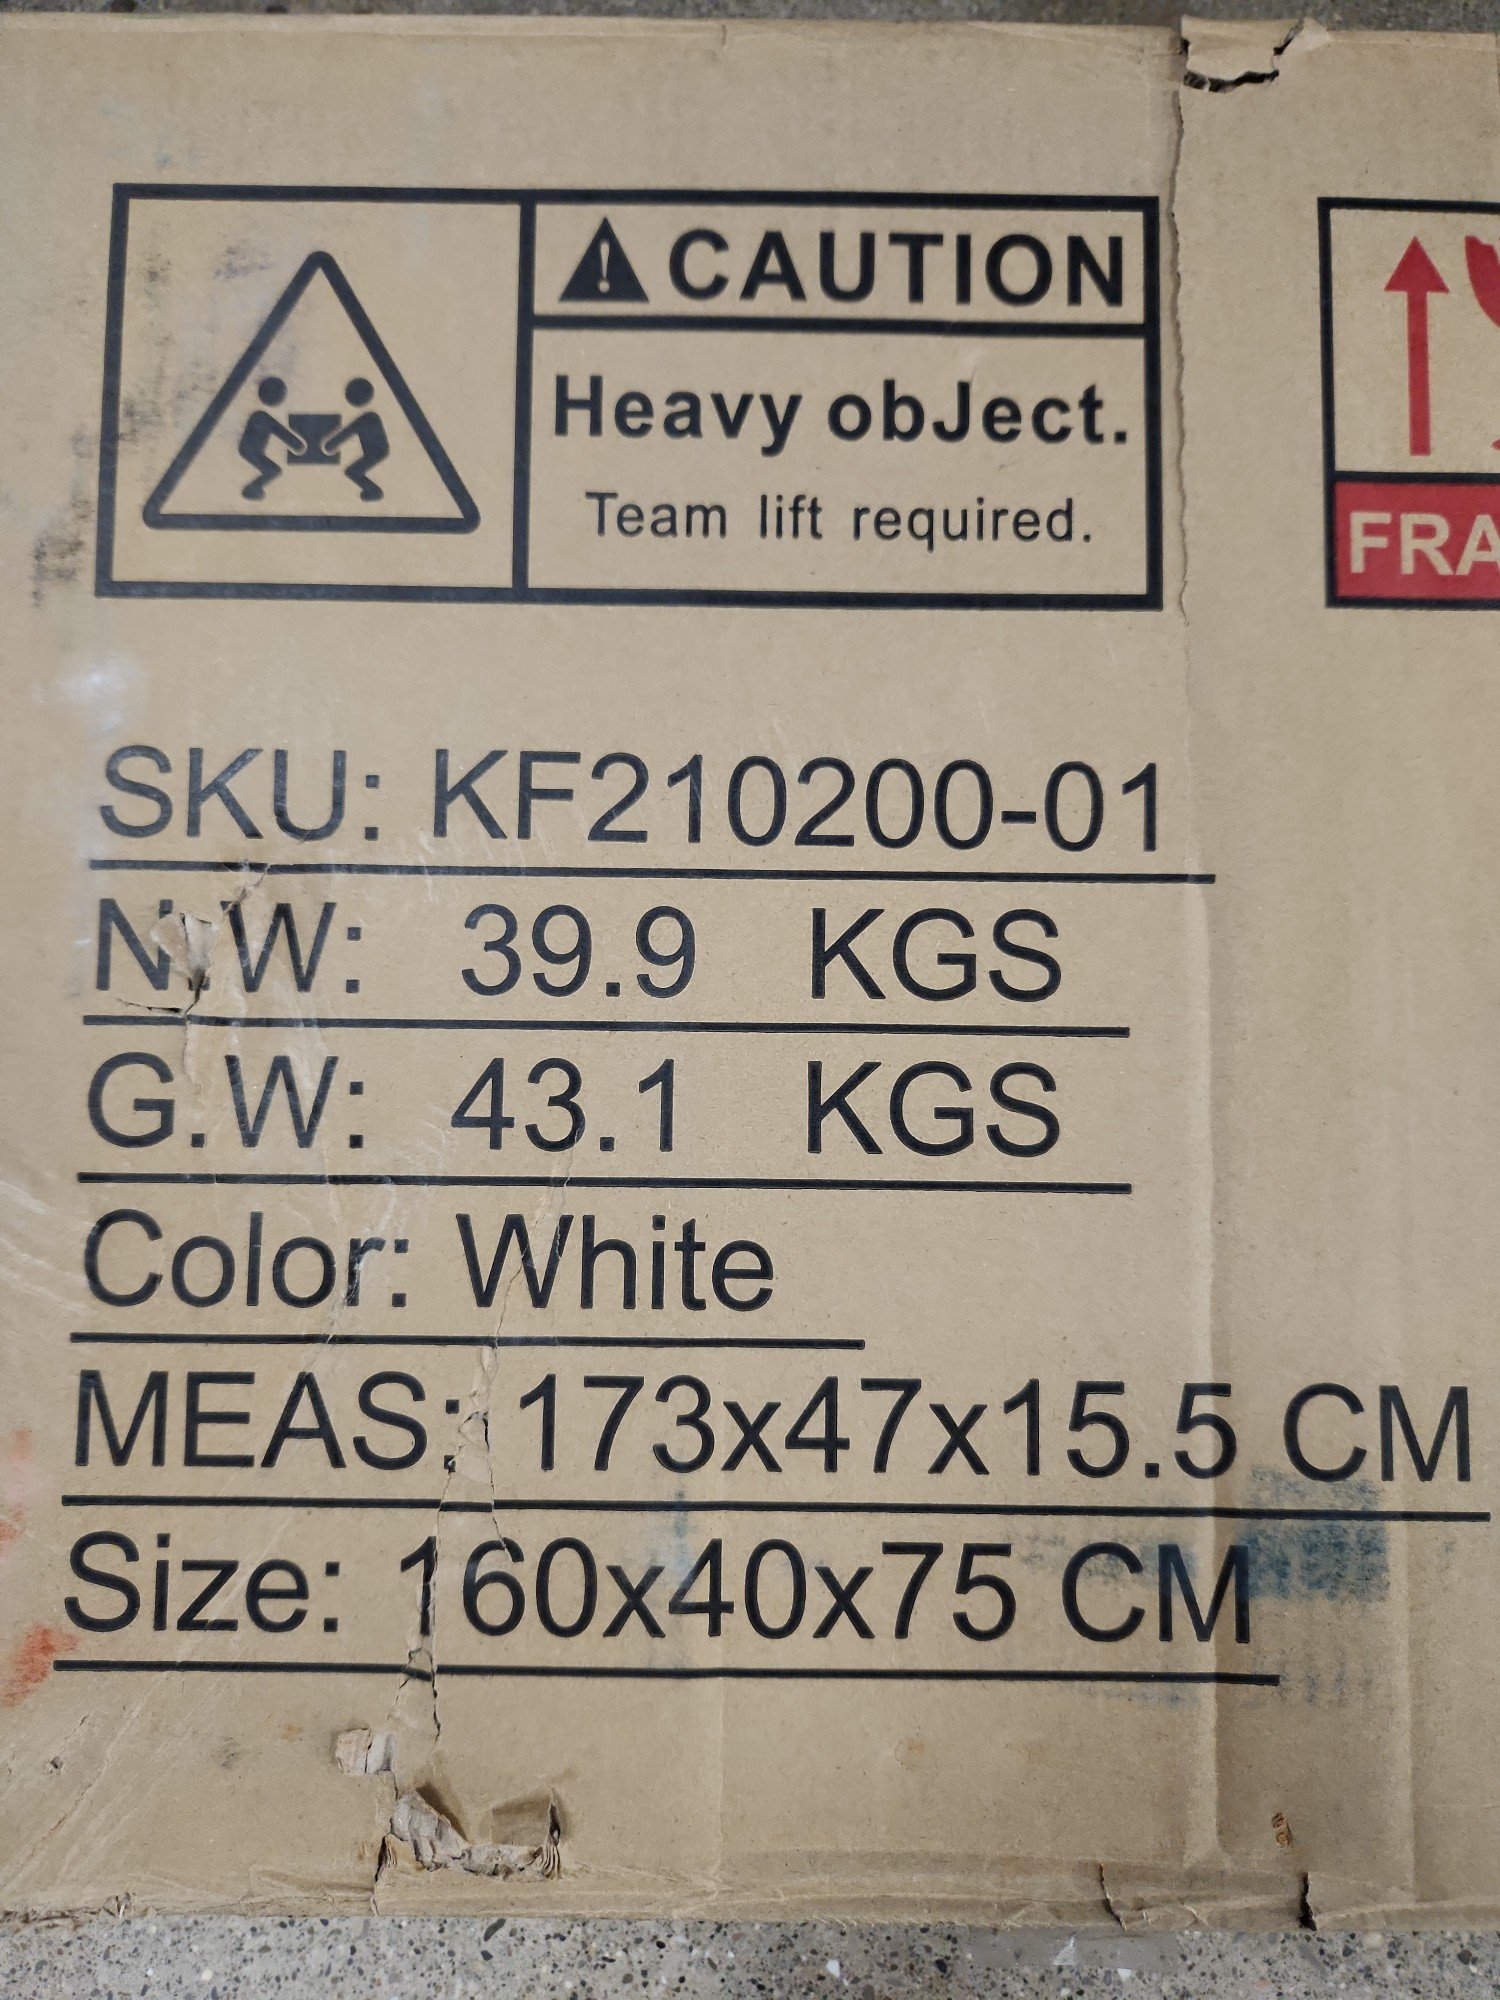 CAUTION
Heavy obJect.
Team lift required.
SKU: KF210200-01
N.W: 39.9 KGS
G.W: 43.1 KGS
Color: White
MEAS: 173x47x15.5 CM
Size: 160x40x75 CM